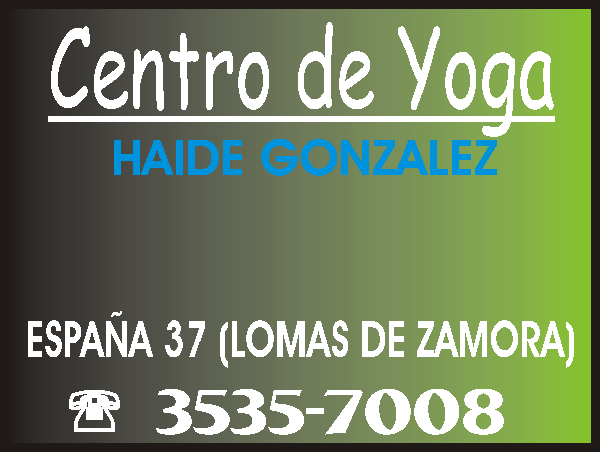 Centro de Yoga
HAIDE GONZALEZ
ESPAÑA 37 (LOMAS DE ZAMORA)
☎ 3535-7008